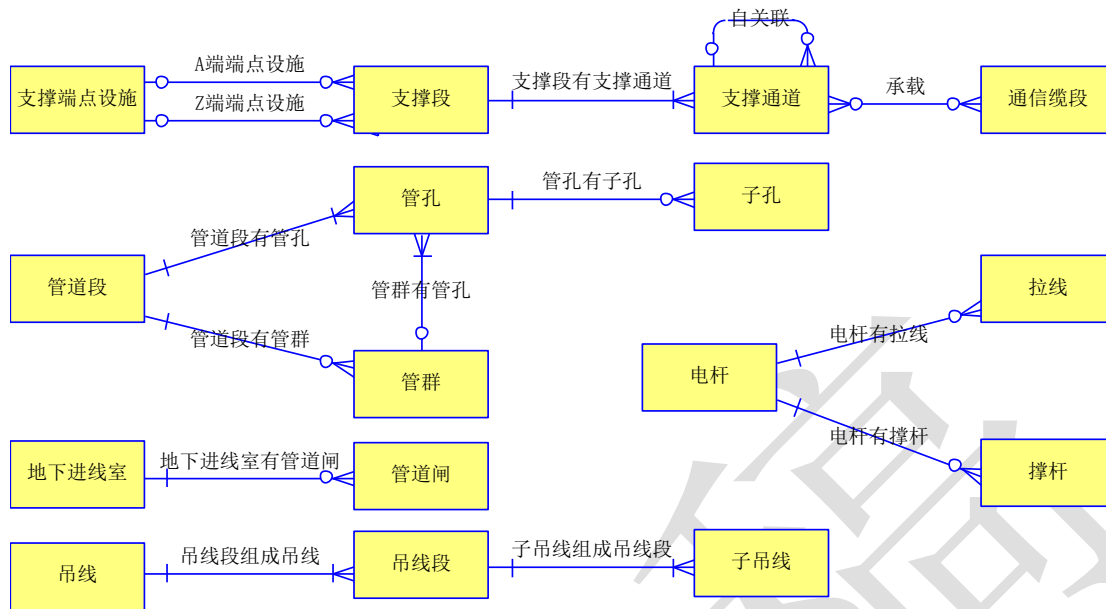 自关联
支撑端点设施
A端端点设施
Z端端点设施
支撑段
支撑段有支撑通道
支撑通道
承载
通信缆段
管孔
管孔有子孔
子孔
管道段有管孔
管道段
管群有管孔
管道段有管群
管群
拉线
电杆有拉线
电杆
电杆有撑杆
撑杆
地下进线室
地下进线室有管道闸
管道闸
吊线
吊线段组成吊线
吊线段
子吊线组成吊线段
子吊线